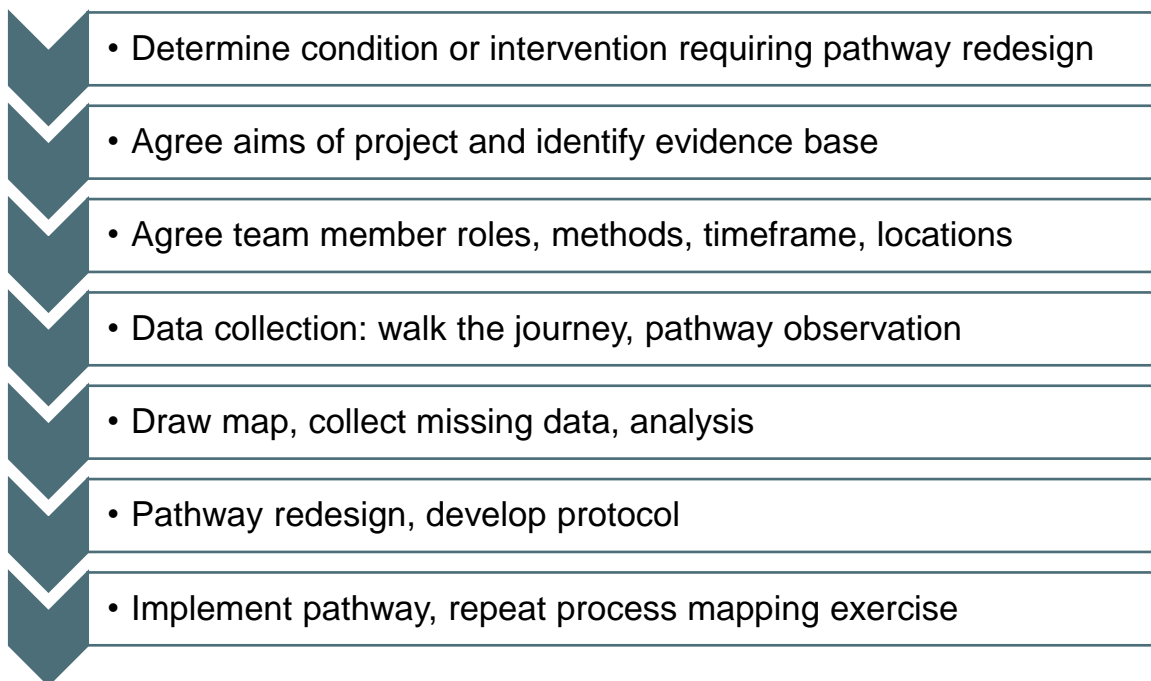 • Determine condition or intervention requiring pathway redesign
• Agree aims of project and identify evidence base
• Agree team member roles, methods, timeframe, locations
• Data collection: walk the journey, pathway observation
• Draw map, collect missing data, analysis
• Pathway redesign, develop protocol
• Implement pathway, repeat process mapping exercise